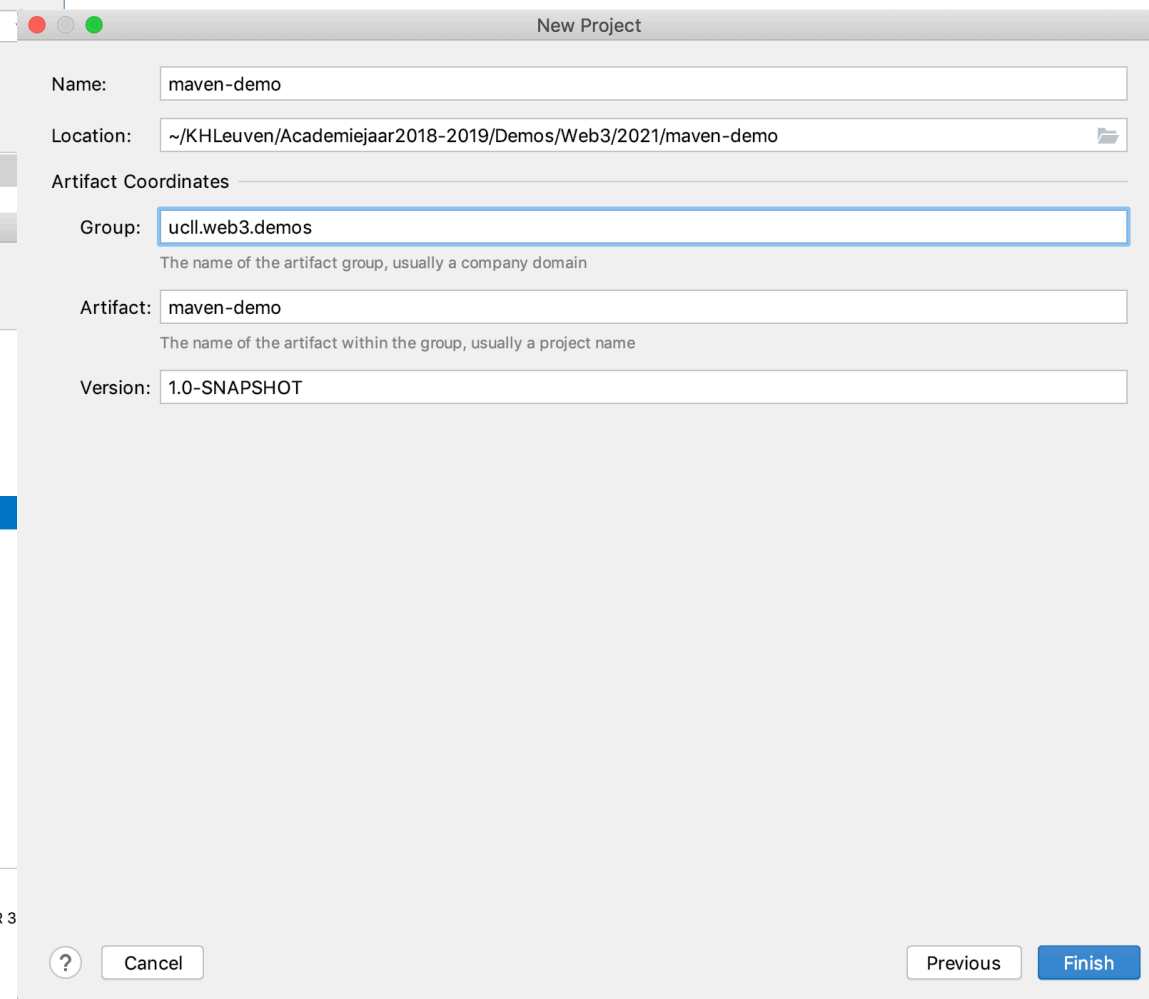 New Project
Name: maven-demo
Location: ~/KHLeuven/Academiejaar2018-2019/Demos/Web3/2021/maven-demo
Artifact Coordinates
Group: ucll.web3.demos
The name of the artifact group, usually a company domain
Artifact: maven-demo
The name of the artifact within the group, usually a project name
Version: 1.0-SNAPSHOT
R 3
? Cancel Previous Finish